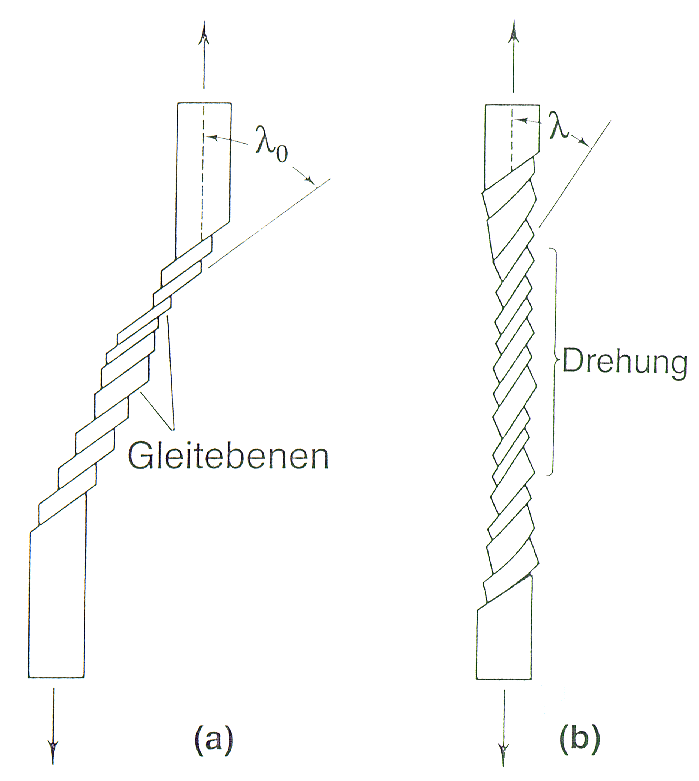 λ₀
λ
Drehung
Gleitebenen
(a)
(b)